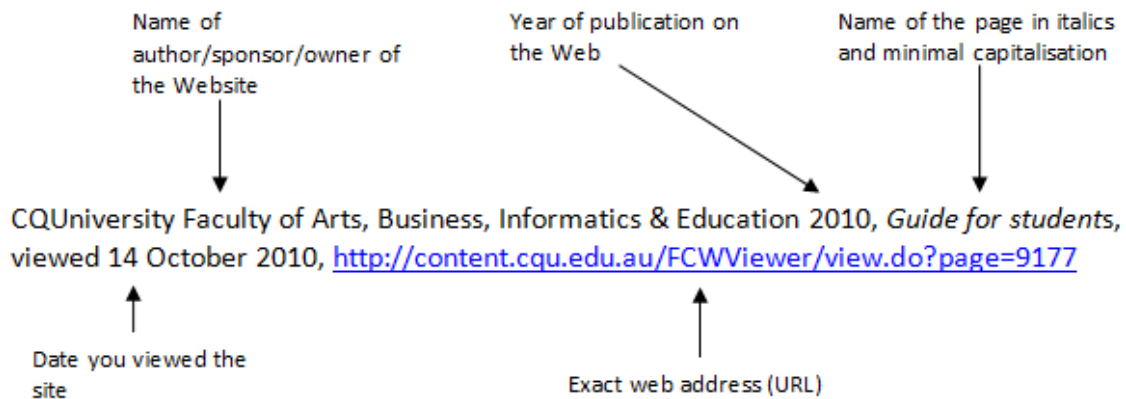 Name of
author/sponsor/owner of
the Website
Year of publication on
the Web
Name of the page in italics
and minimal capitalisation
CQUniversity Faculty of Arts, Business, Informatics & Education 2010, Guide for students,
viewed 14 October 2010, http://content.cqu.edu.au/FCWViewer/view.do?page=9177
Date you viewed the
site
Exact web address (URL)